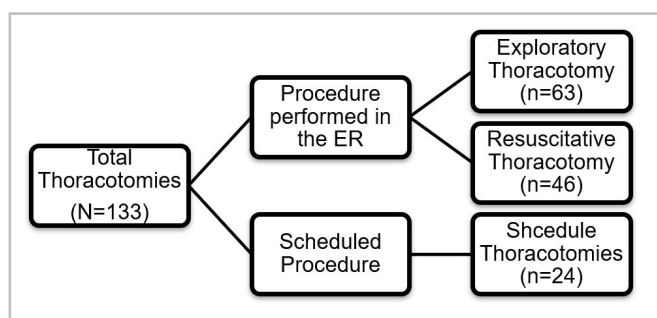 Total
Thoracotomies
(N=133)
Procedure
performed in
the ER
Scheduled
Procedure
Exploratory
Thoracotomy
(n=63)
Resuscitative
Thoracotomy
(n=46)
Shcedule
Thoracotomies
(n=24)